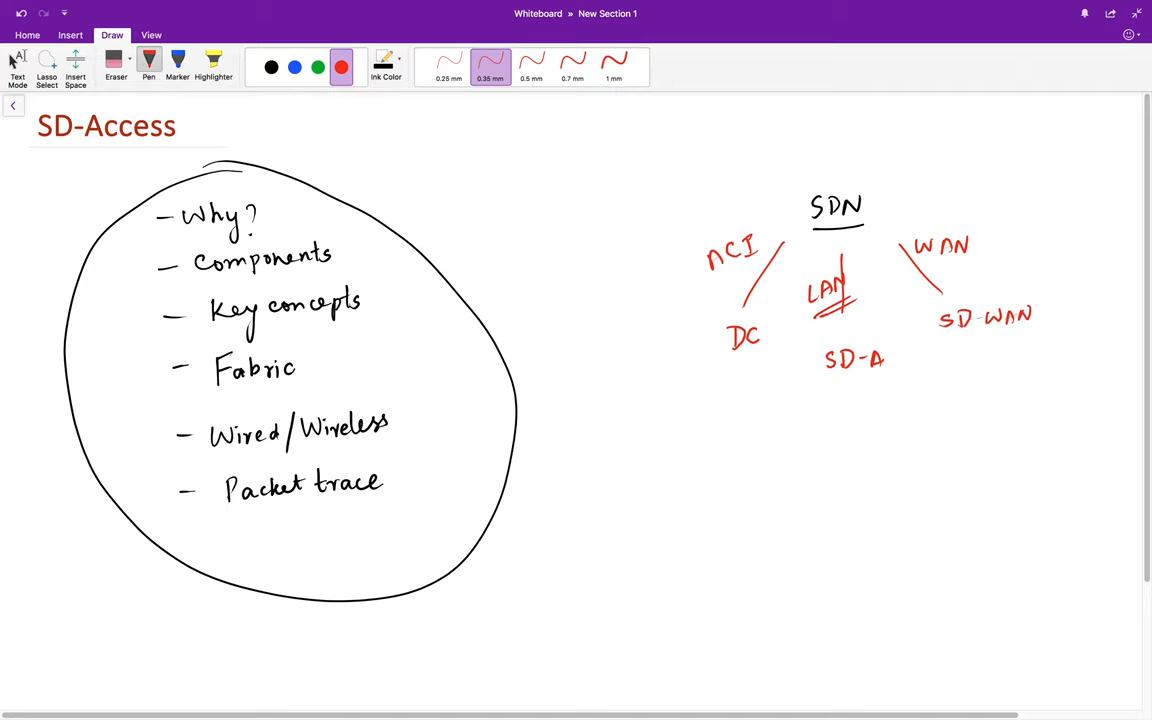 Whiteboard » New Section 1
Home Insert Draw View
Text Mode
Lasso Select
Insert Space
Eraser
Pen
Marker
Highlighter
Ink Color
0.25 mm
0.35 mm
0.5 mm
0.7 mm
1 mm
SD-Access
- Why?
- Components
- Key concepts
- Fabric
- Wired/Wireless
- Packet trace
SDN
ACI
LAN
WAN
DC
SD-A
SD-WAN